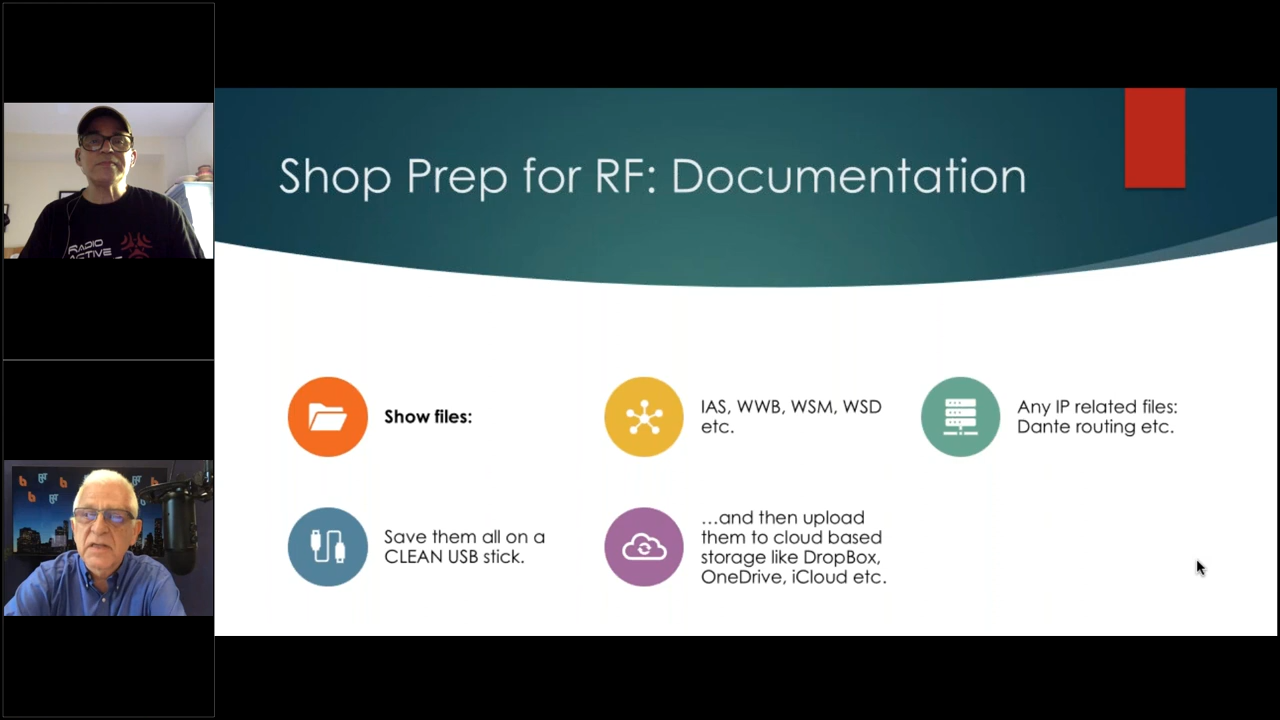 Shop Prep for RF: Documentation
Show files:
IAS, WWB, WSM, WSD
etc.
Any IP related files:
Dante routing etc.
Save them all on a
CLEAN USB stick.
...and then upload
them to cloud based
storage like DropBox,
OneDrive, iCloud etc.
RADIO
ACTIVE